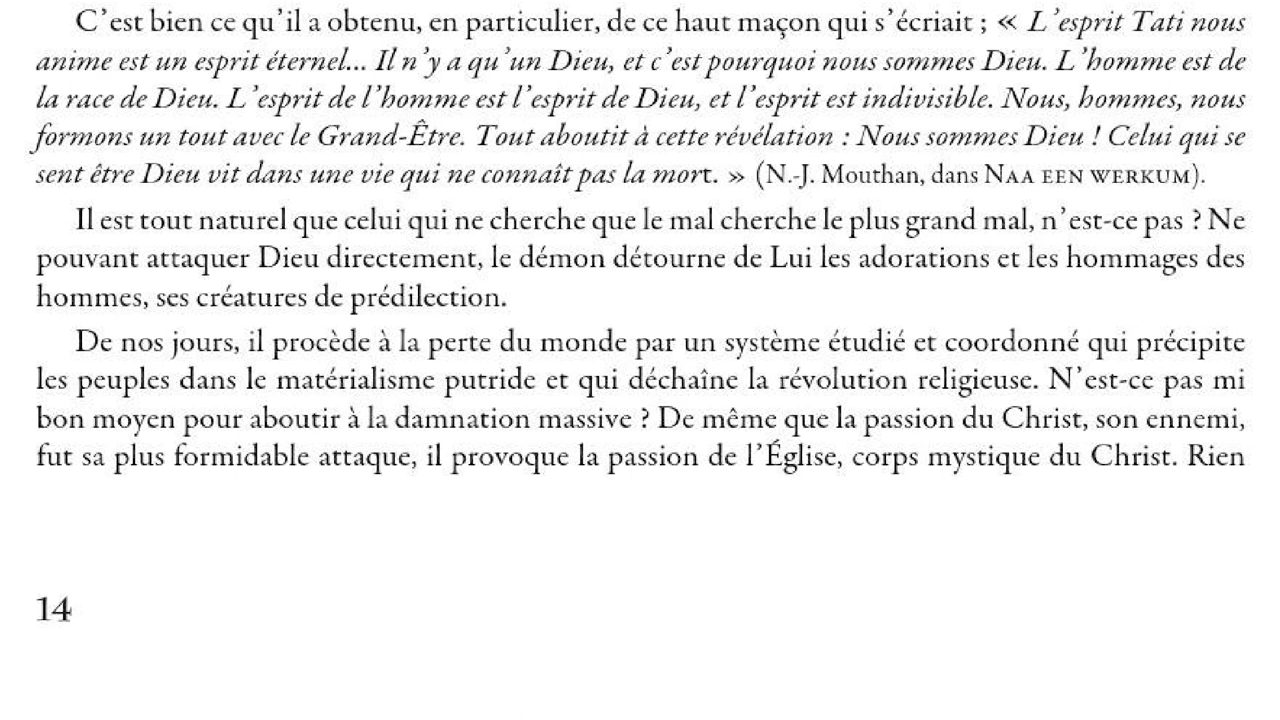 C’est bien ce qu’il a obtenu, en particulier, de ce haut maçon qui s’écriait ; « L’esprit Tati nous
anime est un esprit éternel... Il n’y a qu’un Dieu, et c’est pourquoi nous sommes Dieu. L’homme est de
la race de Dieu. L’esprit de l’homme est l’esprit de Dieu, et l’esprit est indivisible. Nous, hommes, nous
formons un tout avec le Grand-Être. Tout aboutit à cette révélation : Nous sommes Dieu ! Celui qui se
sent être Dieu vit dans une vie qui ne connaît pas la mort. » (N.-J. Mouthan, dans NAA EEN WERKUM).
Il est tout naturel que celui qui ne cherche que le mal cherche le plus grand mal, n’est-ce pas ? Ne
pouvant attaquer Dieu directement, le démon détourne de Lui les adorations et les hommages des
hommes, ses créatures de prédilection.
De nos jours, il procède à la perte du monde par un système étudié et coordonné qui précipite
les peuples dans le matérialisme putride et qui déchaîne la révolution religieuse. N’est-ce pas mi
bon moyen pour aboutir à la damnation massive ? De même que la passion du Christ, son ennemi,
fut sa plus formidable attaque, il provoque la passion de l’Église, corps mystique du Christ. Rien
14